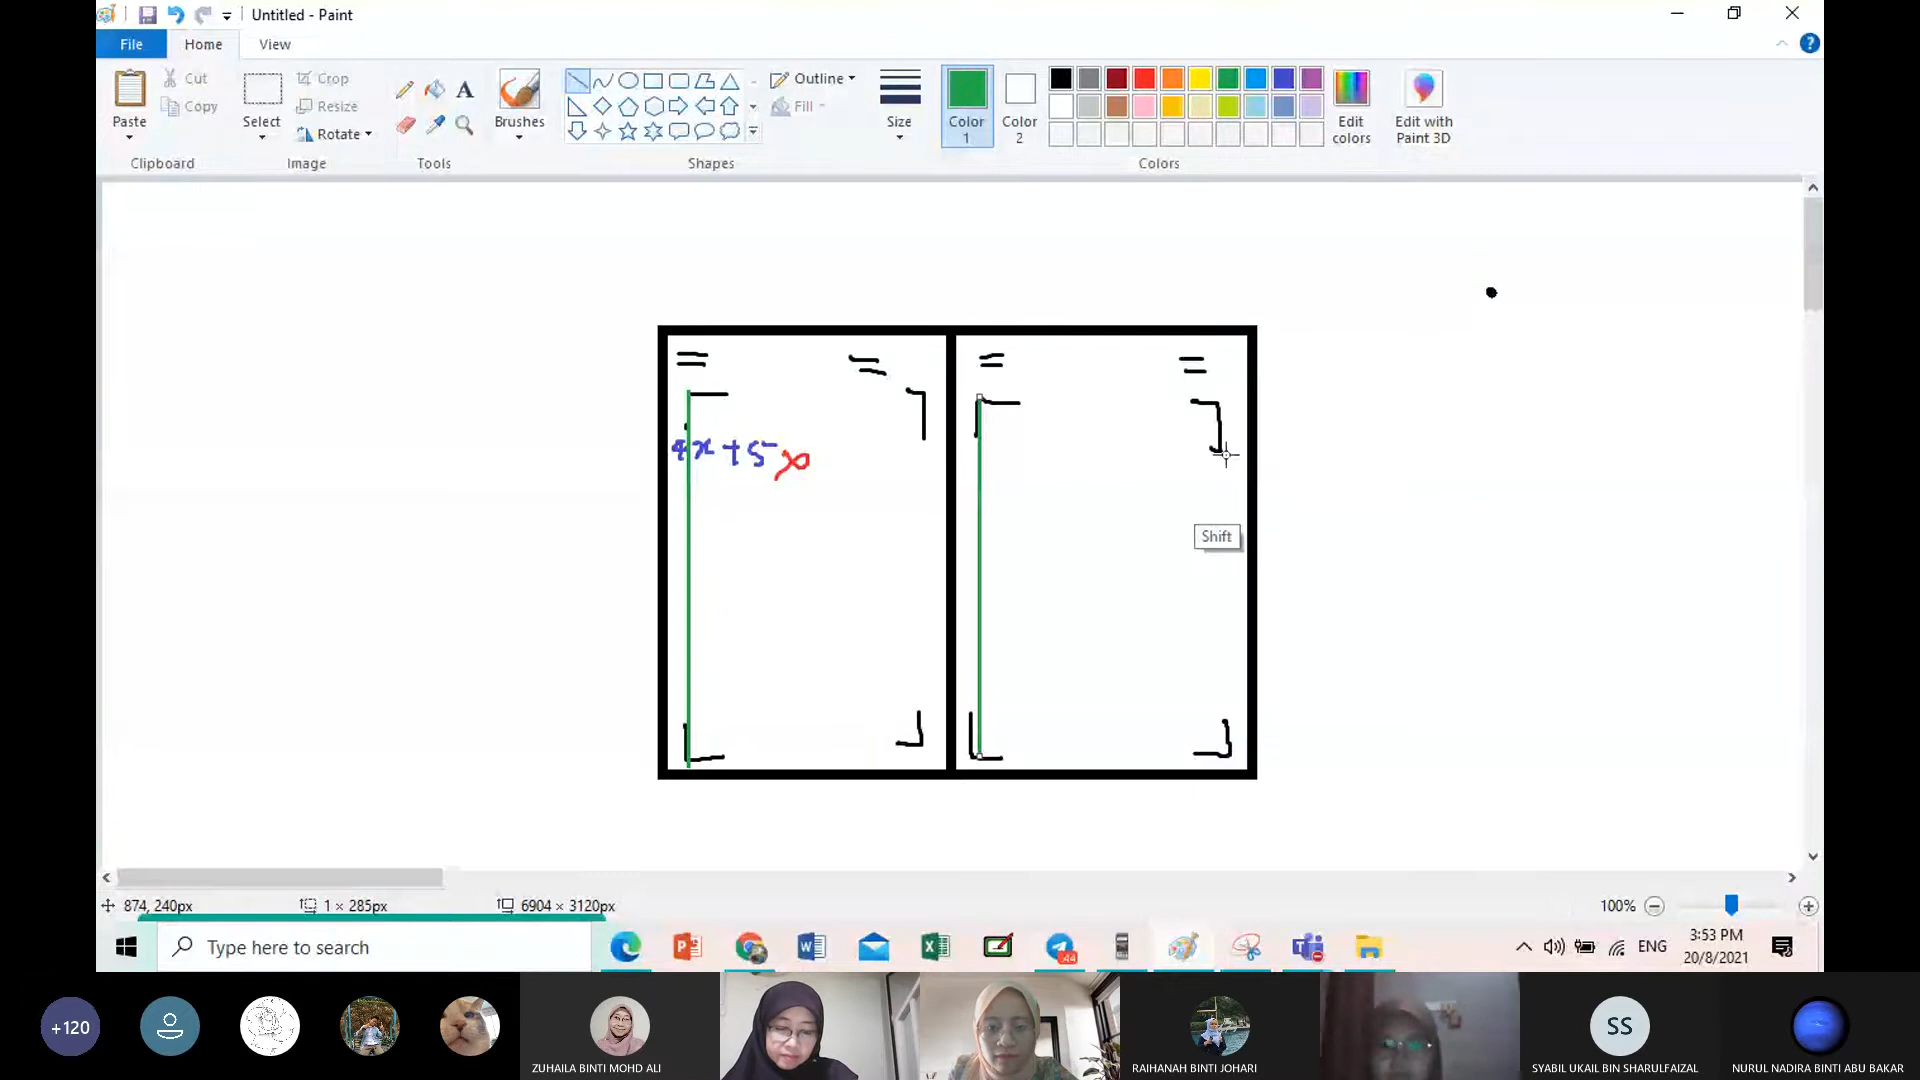 Untitled - Paint
File
Home
View
Paste
Cut
Copy
Clipboard
Select
Crop
Resize
Rotate
Image
Tools
Brushes
Shapes
Outline
Fill
Size
Color 1
Color 2
Colors
Edit colors
Edit with Paint 3D
4x + 5
Shift
874, 240px
1 × 285px
6904 × 3120px
100%
Type here to search
44
ENG
3:53 PM
20/8/2021
+120
ZUHAILA BINTI MOHD ALI
RAIHANAH BINTI JOHARI
SS
SYABIL UKAIL BIN SHARULFAIZAL
NURUL NADIRA BINTI ABU BAKAR